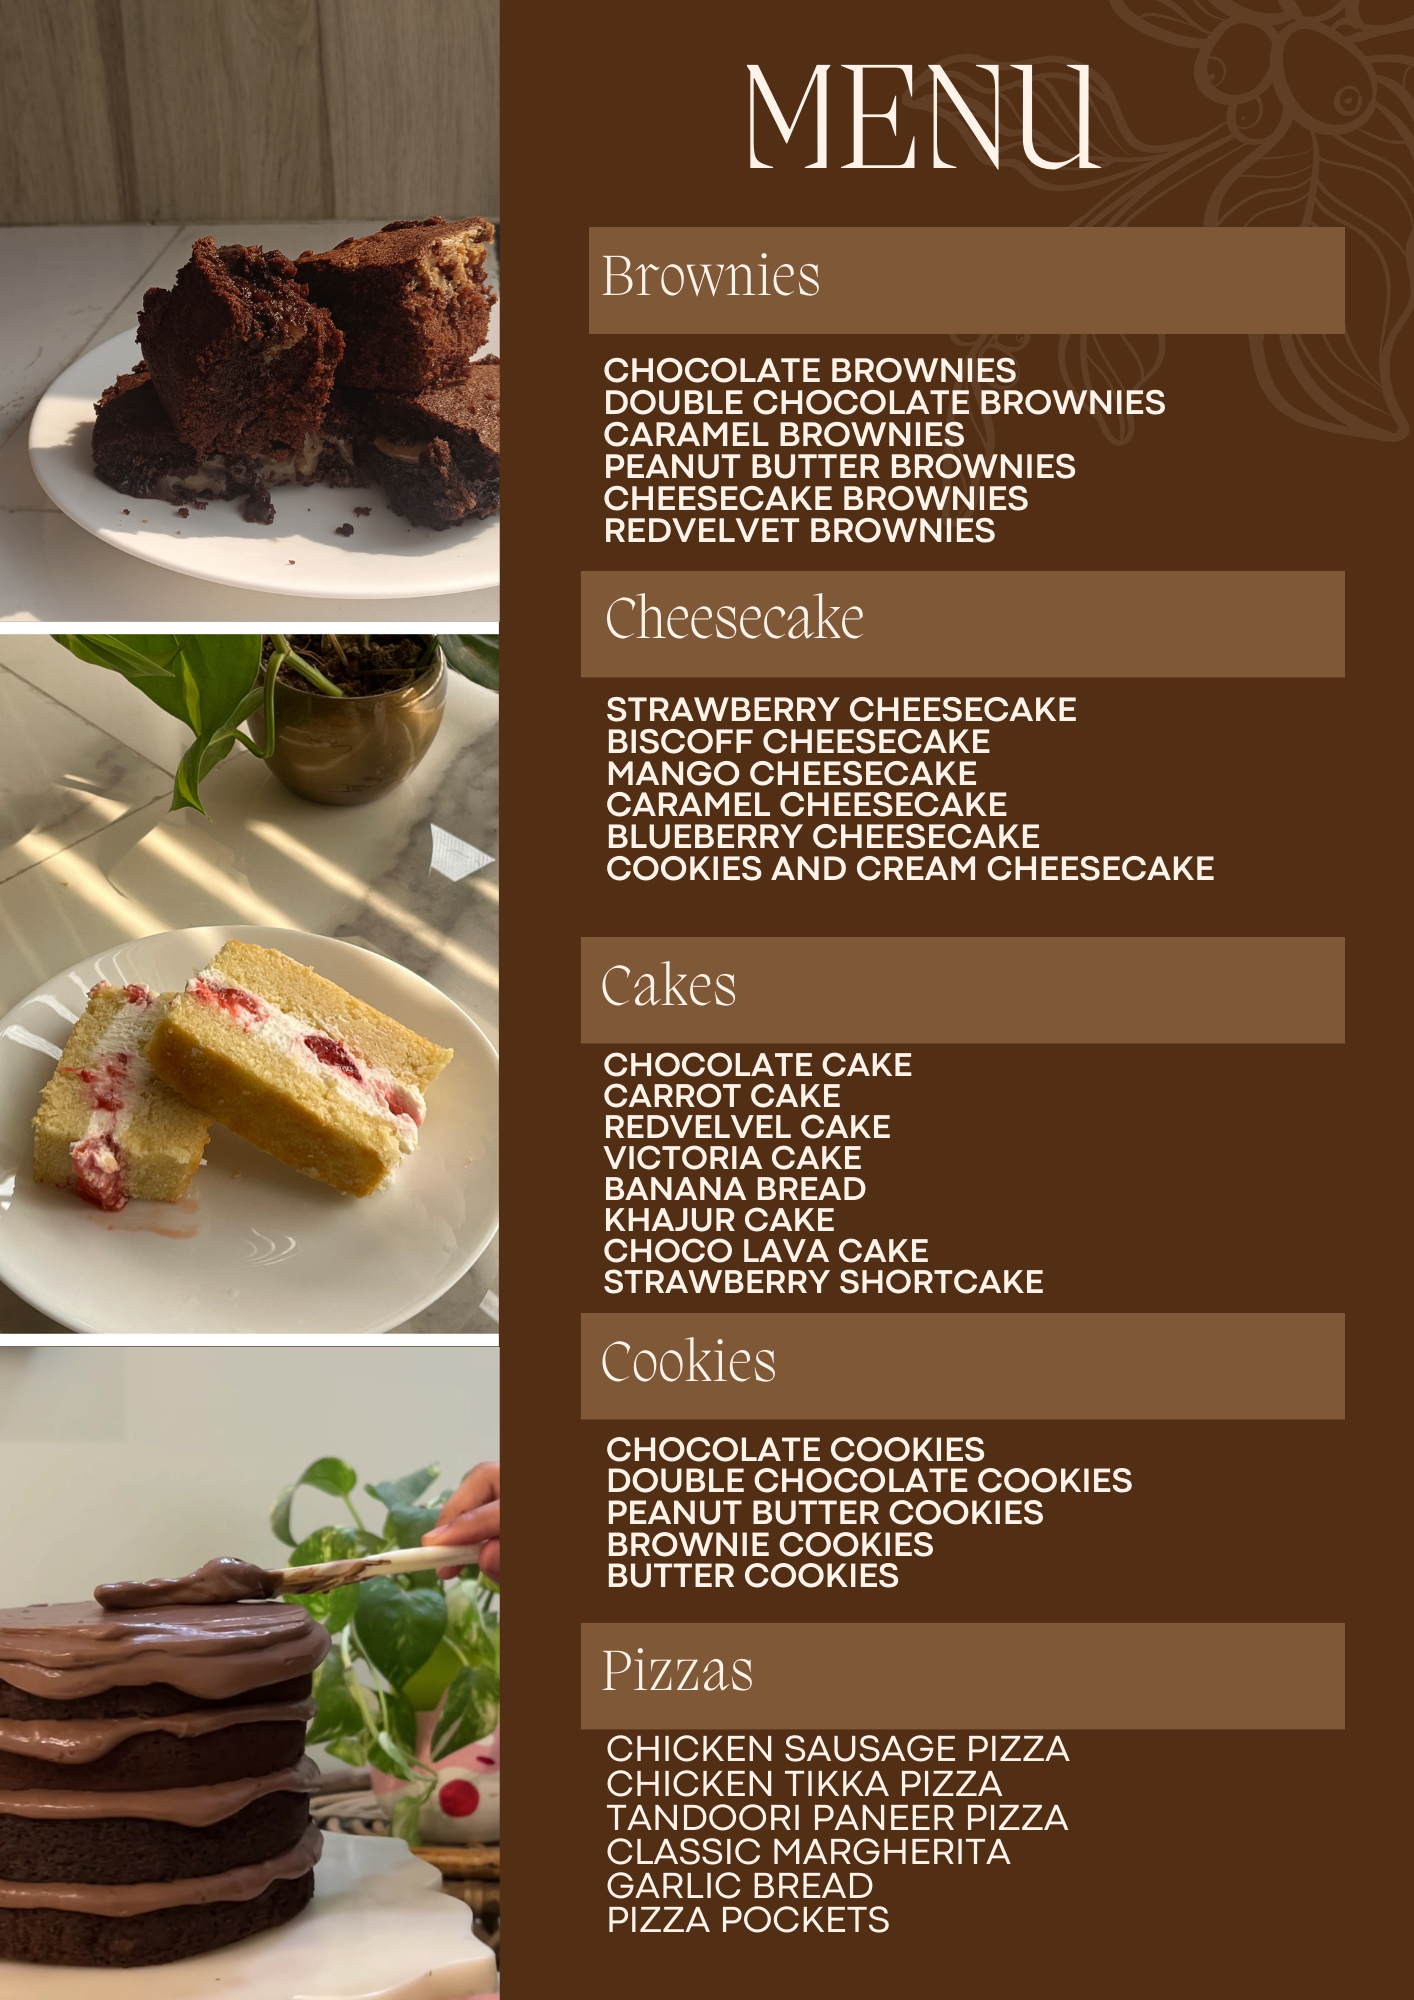 MENU
Brownies
CHOCOLATE BROWNIES
DOUBLE CHOCOLATE BROWNIES
CARAMEL BROWNIES
PEANUT BUTTER BROWNIES
CHEESECAKE BROWNIES
REDVELVET BROWNIES
Cheesecake
STRAWBERRY CHEESECAKE
BISCOFF CHEESECAKE
MANGO CHEESECAKE
CARAMEL CHEESECAKE
BLUEBERRY CHEESECAKE
COOKIES AND CREAM CHEESECAKE
Cakes
CHOCOLATE CAKE
CARROT CAKE
REDVELVEL CAKE
VICTORIA CAKE
BANANA BREAD
KHAJUR CAKE
CHOCO LAVA CAKE
STRAWBERRY SHORTCAKE
Cookies
CHOCOLATE COOKIES
DOUBLE CHOCOLATE COOKIES
PEANUT BUTTER COOKIES
BROWNIE COOKIES
BUTTER COOKIES
Pizzas
CHICKEN SAUSAGE PIZZA
CHICKEN TIKKA PIZZA
TANDOORI PANEER PIZZA
CLASSIC MARGHERITA
GARLIC BREAD
PIZZA POCKETS